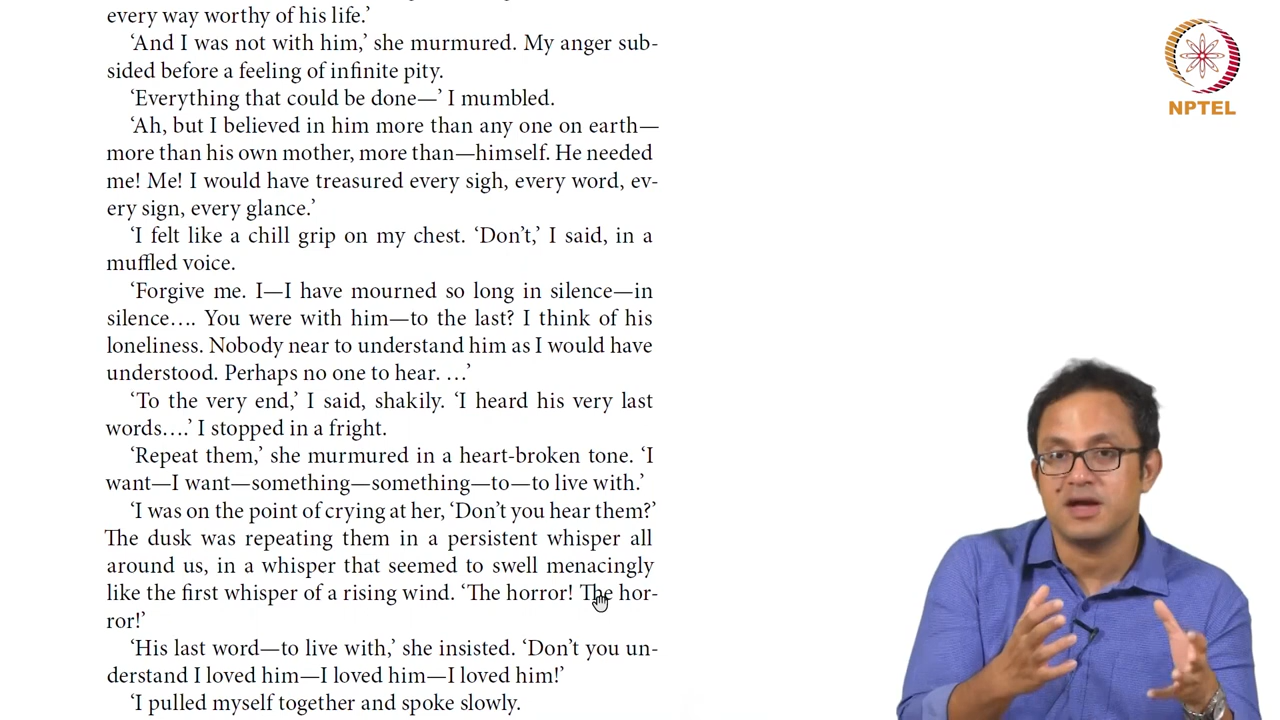 every way worthy of his life.’
‘And I was not with him,’ she murmured. My anger sub-
sided before a feeling of infinite pity.
‘Everything that could be done—’ I mumbled.
‘Ah, but I believed in him more than any one on earth—
more than his own mother, more than—himself. He needed
me! Me! I would have treasured every sigh, every word, ev-
ery sign, every glance.’
‘I felt like a chill grip on my chest. ‘Don’t,’ I said, in a
muffled voice.
‘Forgive me. I—I have mourned so long in silence—in
silence…. You were with him—to the last? I think of his
loneliness. Nobody near to understand him as I would have
understood. Perhaps no one to hear. …’
‘To the very end,’ I said, shakily. ‘I heard his very last
words….’ I stopped in a fright.
‘Repeat them,’ she murmured in a heart-broken tone. ‘I
want—I want—something—something—to—to live with.’
‘I was on the point of crying at her, ‘Don’t you hear them?’
The dusk was repeating them in a persistent whisper all
around us, in a whisper that seemed to swell menacingly
like the first whisper of a rising wind. ‘The horror! The hor-
ror!’
‘His last word—to live with,’ she insisted. ‘Don’t you un-
derstand I loved him—I loved him—I loved him!’
‘I pulled myself together and spoke slowly.
NPTEL